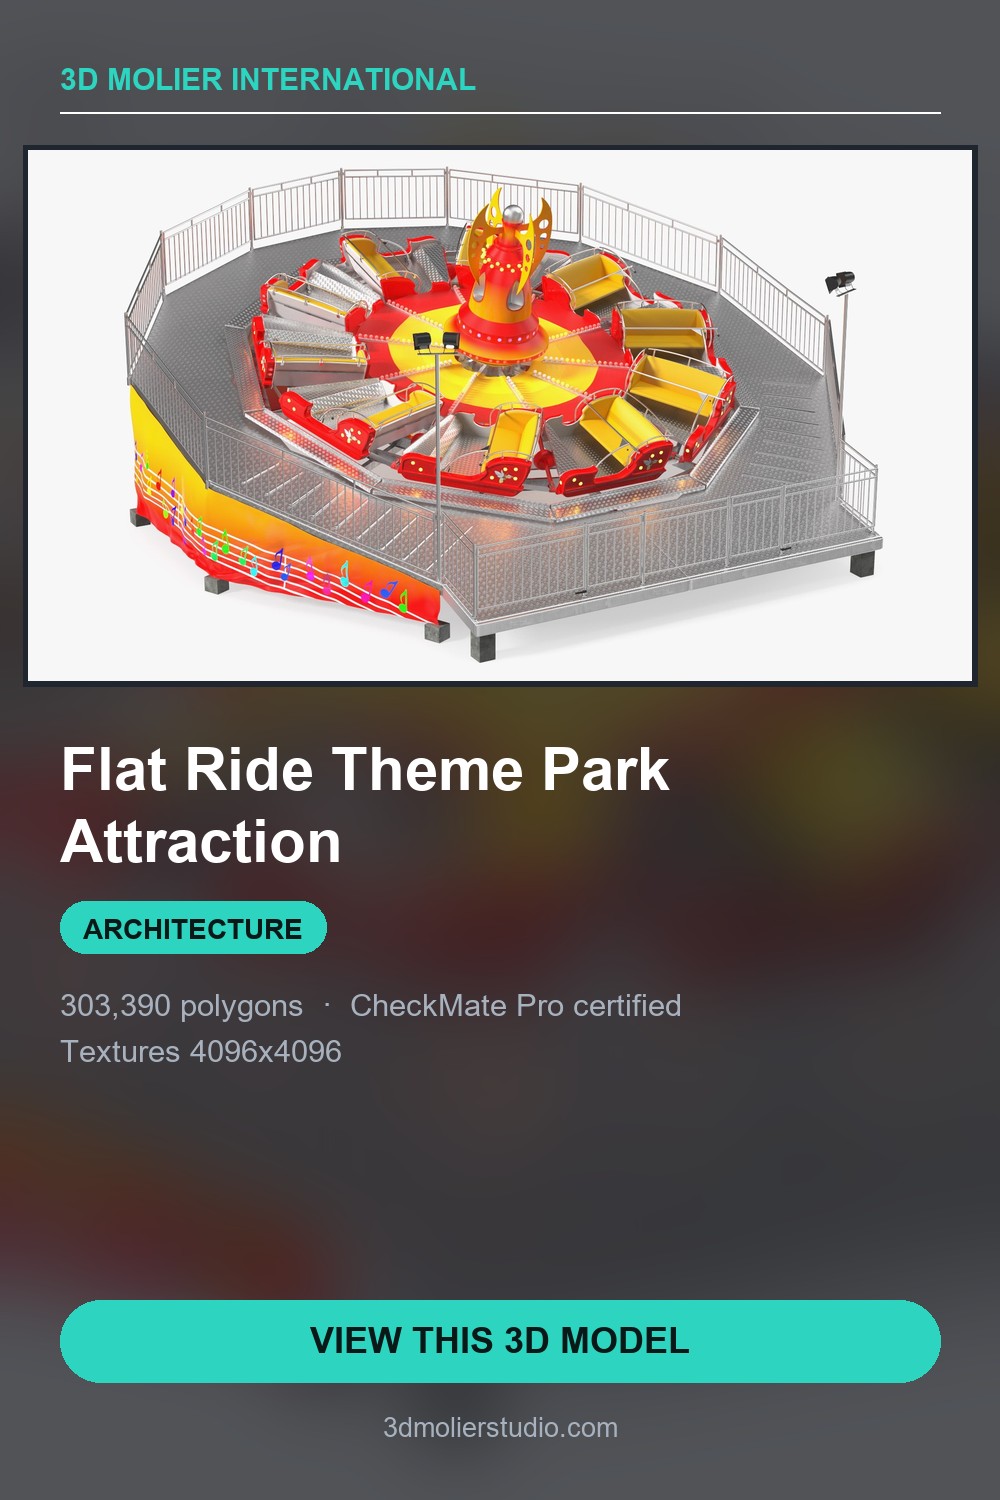 3D MOLIER INTERNATIONAL
Flat Ride Theme Park
Attraction
ARCHITECTURE
303,390 polygons · CheckMate Pro certified
Textures 4096x4096
VIEW THIS 3D MODEL
3dmolierstudio.com